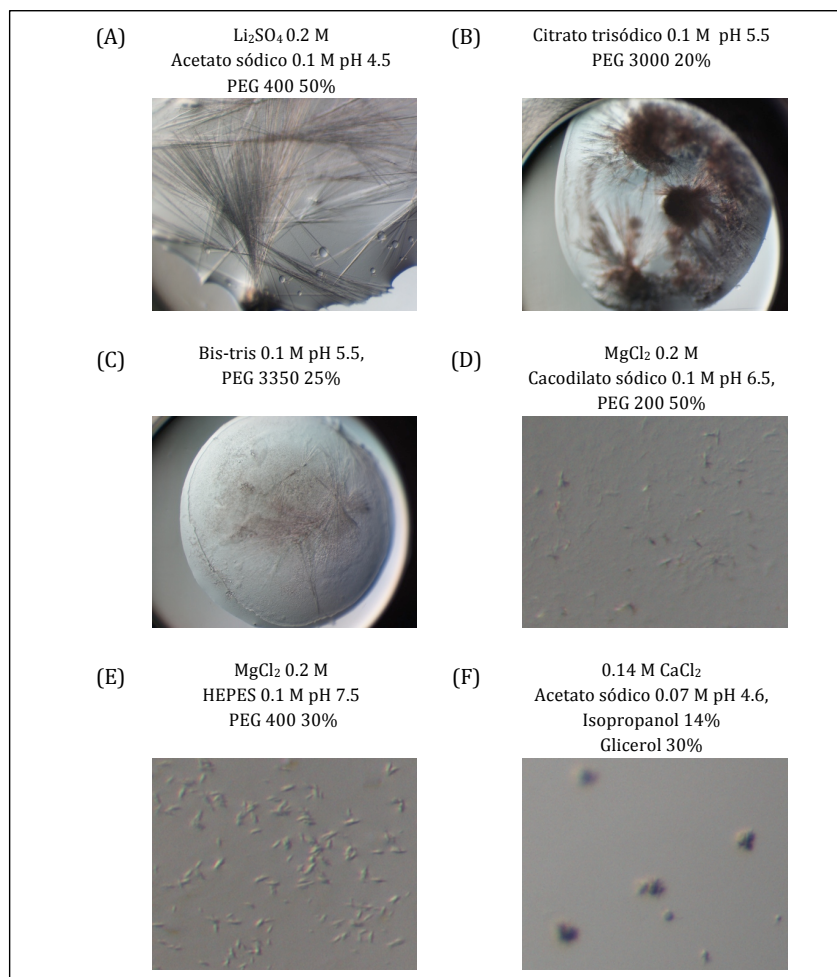 (A)
Li₂SO₄ 0.2 M
Acetato sódico 0.1 M pH 4.5
PEG 400 50%
(B)
Citrato trisódico 0.1 M pH 5.5
PEG 3000 20%
(C)
Bis-tris 0.1 M pH 5.5,
PEG 3350 25%
(D)
MgCl₂ 0.2 M
Cacodilato sódico 0.1 M pH 6.5,
PEG 200 50%
(E)
MgCl₂ 0.2 M
HEPES 0.1 M pH 7.5
PEG 400 30%
(F)
0.14 M CaCl₂
Acetato sódico 0.07 M pH 4.6,
Isopropanol 14%
Glicerol 30%